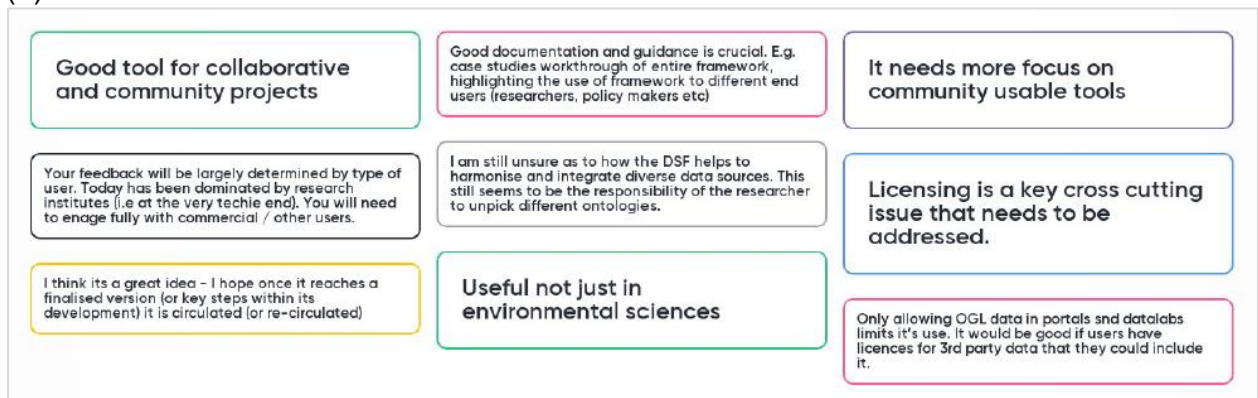 Good tool for collaborative
and community projects
Your feedback will be largely determined by type of
user. Today has been dominated by research
institutes (i.e at the very techie end). You will need
to enage fully with commercial / other users.
I think its a great idea - I hope once it reaches a
finalised version (or key steps within its
development) it is circulated (or re-circulated)
Good documentation and guidance is crucial. E.g.
case studies workthrough of entire framework,
highlighting the use of framework to different end
users (researchers, policy makers etc)
I am still unsure as to how the DSF helps to
harmonise and integrate diverse data sources. This
still seems to be the responsibility of the researcher
to unpick different ontologies.
Useful not just in
environmental sciences
It needs more focus on
community usable tools
Licensing is a key cross cutting
issue that needs to be
addressed.
Only allowing OGL data in portals snd datalabs
limits it's use. It would be good if users have
licences for 3rd party data that they could include
it.